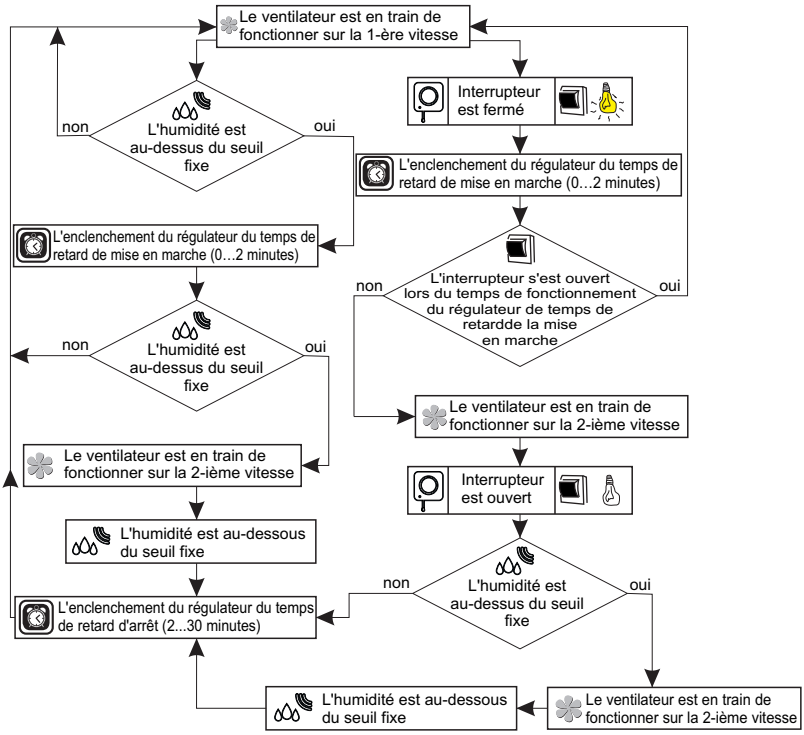 Le ventilateur est en train de
fonctionner sur la 1-ère vitesse
L'humidité est
au-dessus du seuil
fixe
non
oui
Interrupteur
est fermé
L'enclenchement du régulateur du temps de
retard de mise en marche (0…2 minutes)
L'enclenchement du régulateur du temps de
retard de mise en marche (0…2 minutes)
L'interrupteur s'est ouvert
lors du temps de fonctionnement
du régulateur de temps de
retardde la mise
en marche
non
oui
L'humidité est
au-dessus du seuil
fixe
non
oui
Le ventilateur est en train de
fonctionner sur la 2-ième vitesse
Le ventilateur est en train de
fonctionner sur la 2-ième vitesse
Interrupteur
est ouvert
L'humidité est au-dessous
du seuil fixe
L'humidité est
au-dessus du seuil
fixe
non
oui
L'enclenchement du régulateur du temps
de retard d'arrêt (2...30 minutes)
L'humidité est au-dessous
du seuil fixe
Le ventilateur est en train de
fonctionner sur la 2-ième vitesse